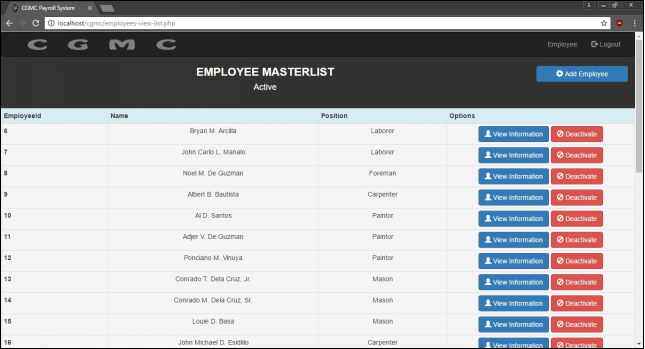 CGMC Payroll System
localhost/cgmc/employees-view-list.php
CGMC
Employee Logout
EMPLOYEE MASTERLIST
Add Employee
Active
EmployeeId Name Position Options
6 Bryan M. Arcilla Laborer View Information Deactivate
7 John Carlo L. Manalo Laborer View Information Deactivate
8 Noel M. De Guzman Foreman View Information Deactivate
9 Albert B. Bautista Carpenter View Information Deactivate
10 Al D. Santos Paintor View Information Deactivate
11 Adjer V. De Guzman Paintor View Information Deactivate
12 Ponciano M. Vinuya Paintor View Information Deactivate
13 Conrado T. Dela Cruz, Jr. Mason View Information Deactivate
14 Conrado M. Dela Cruz, Sr. Mason View Information Deactivate
15 Louie D. Basa Mason View Information Deactivate
16 John Michael D. Esidillo Carpenter View Information Deactivate